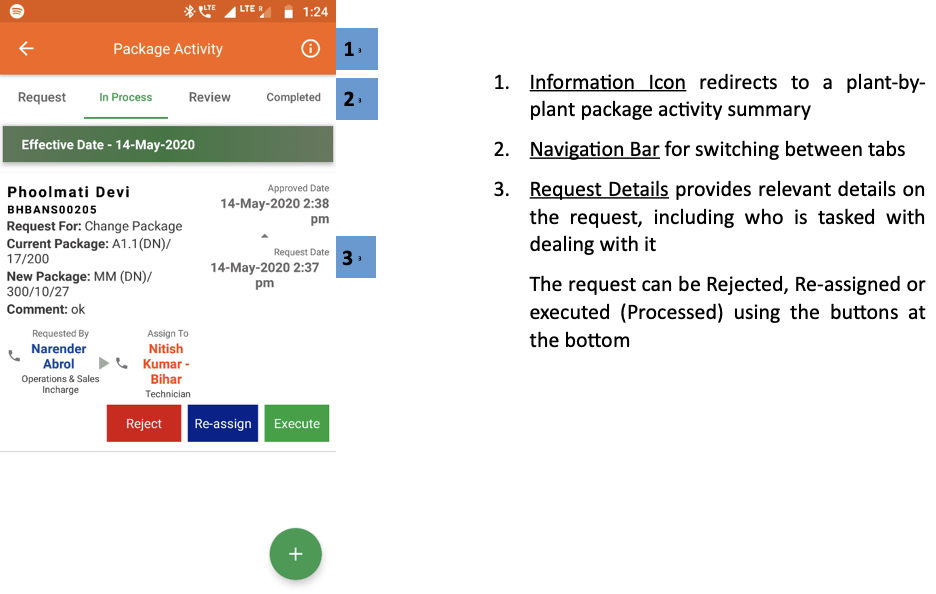 LTE LTE R 1:24
Package Activity
1
Request In Process Review Completed
2
Effective Date - 14-May-2020
Phoolmati Devi
BHBANS00205
Request For: Change Package
Current Package: A1.1(DN)/
17/200
New Package: MM (DN)/
300/10/27
Comment: ok
Approved Date
14-May-2020 2:38
pm
Request Date
14-May-2020 2:37
pm
3
Requested By
Narender
Abrol
Operations & Sales
Incharge
Assign To
Nitish
Kumar -
Bihar
Technician
Reject Re-assign Execute
+
1. Information Icon redirects to a plant-by-
plant package activity summary
2. Navigation Bar for switching between tabs
3. Request Details provides relevant details on
the request, including who is tasked with
dealing with it
The request can be Rejected, Re-assigned or
executed (Processed) using the buttons at
the bottom